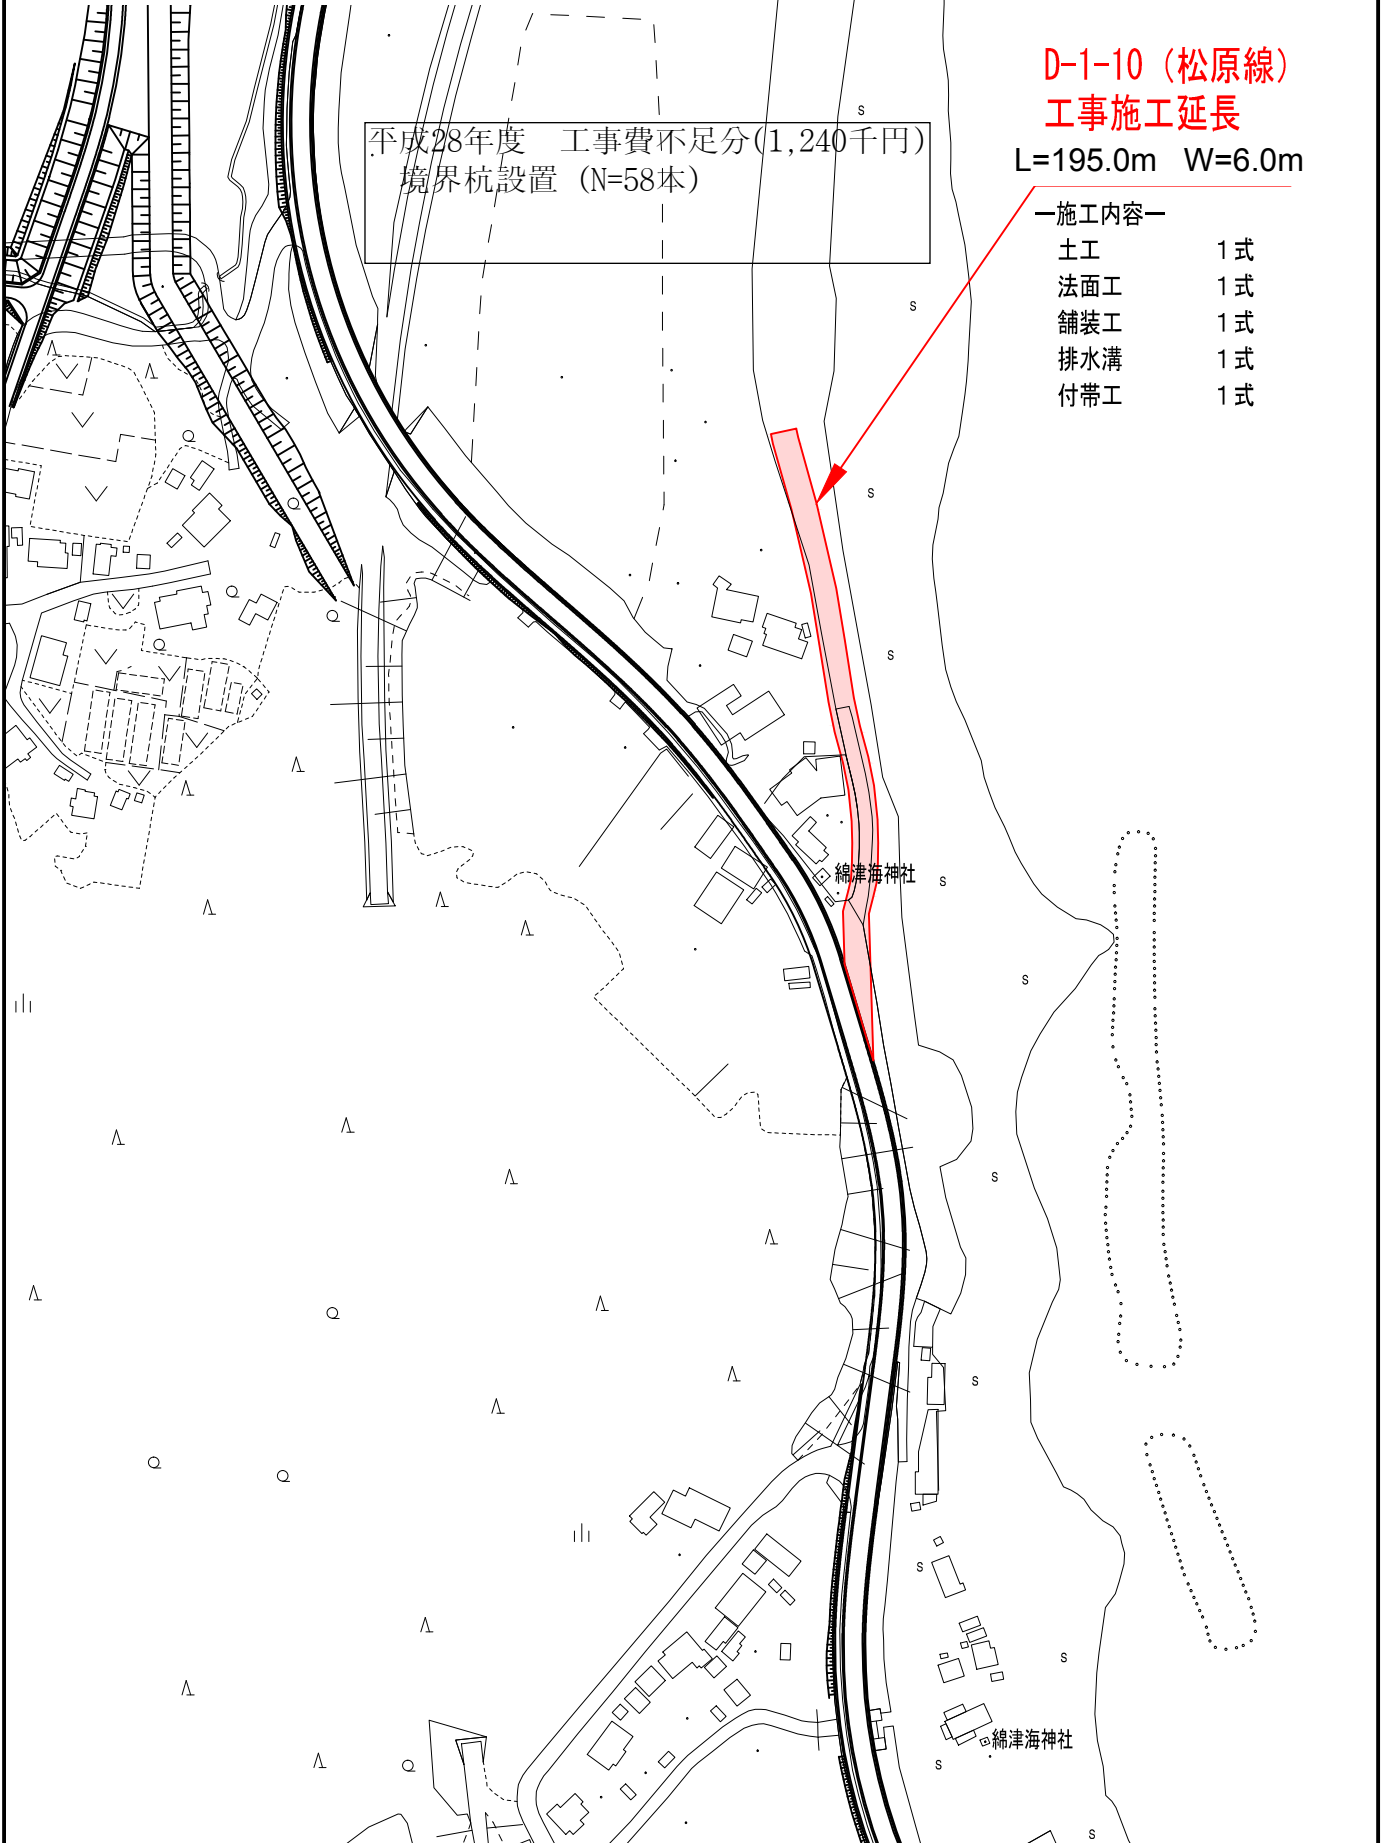 D-1-10（松原線）
工事施工延長
L=195.0m W=6.0m
平成28年度　工事費不足分(1,240千円)
境界杭設置 (N=58本)
―施工内容―
土工 1式
法面工 1式
舗装工 1式
排水溝 1式
付帯工 1式
s
s
s
s
綿津海神社
s
s
s
s
s
s
綿津海神社
s
s